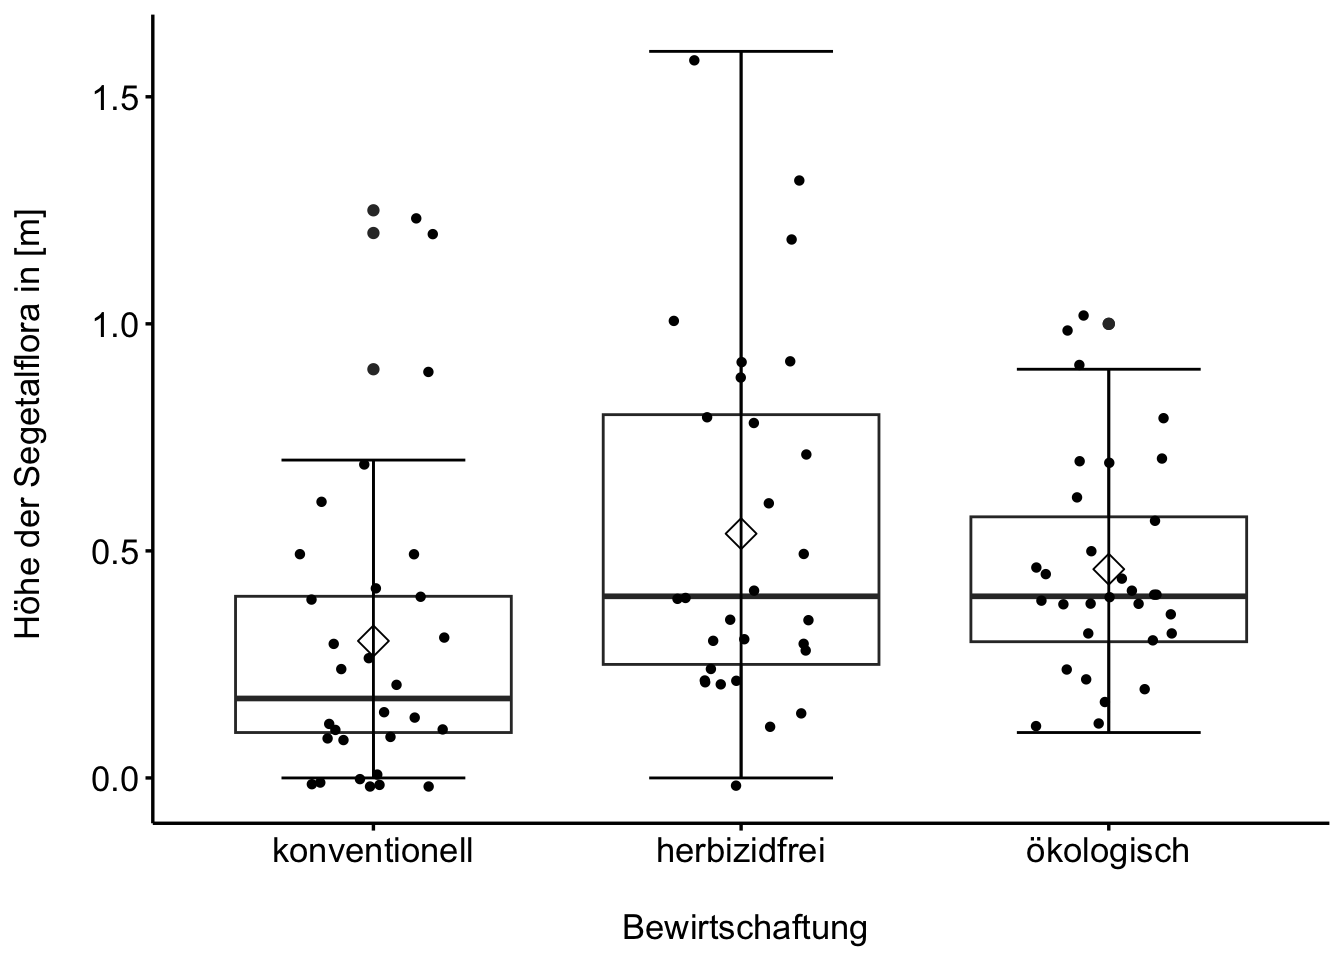 Höhe der Segetalflora in [m]
1.5
1.0
0.5
0.0
konventionell herbizidfrei ökologisch
Bewirtschaftung